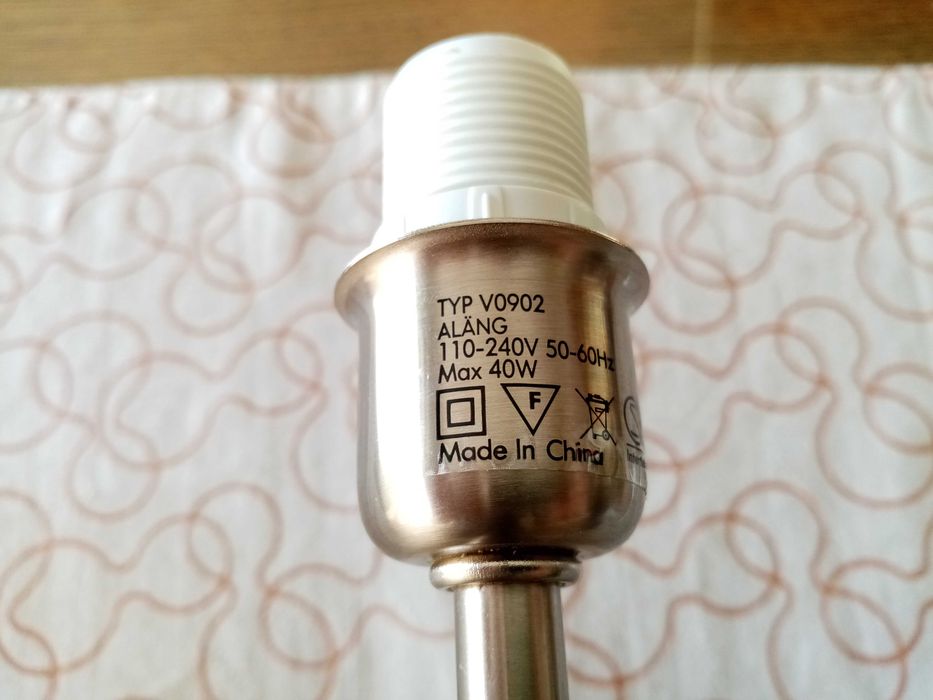 TYP V0902
ALÄNG
110-240V 50-60Hz
Max 40W
F
Made In China